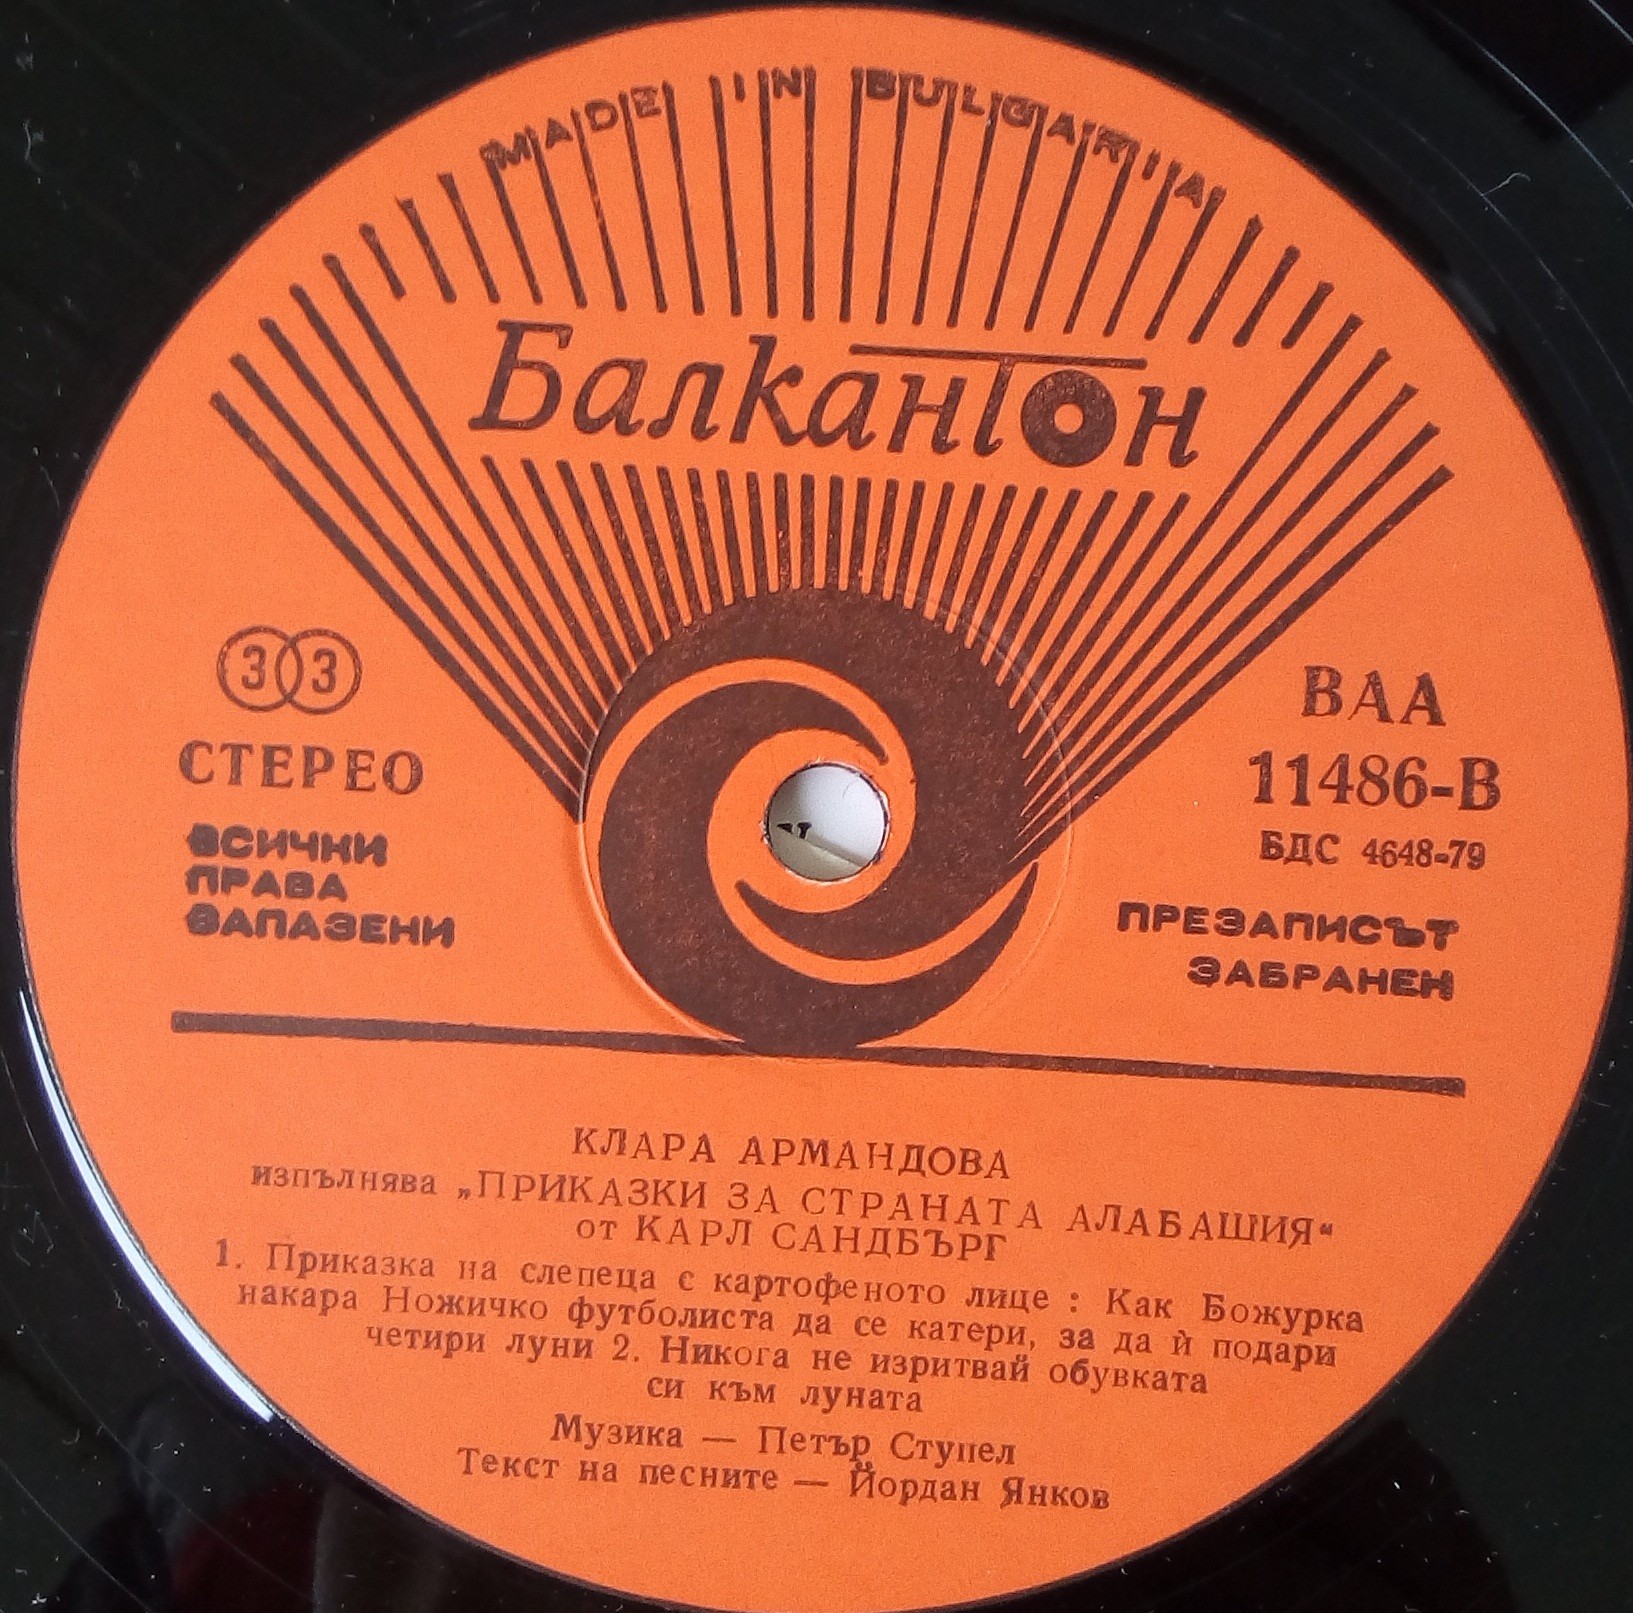 MADE IN BULGARIA
Балкантон
33
СТЕРЕО
ВСИЧКИ
ПРАВА
ЗАПАЗЕНИ
ВАА
11486-В
БДС 4648-79
ПРЕЗАПИСЪТ
ЗАБРАНЕН
КЛАРА АРМАНДОВА
изпълнява „ПРИКАЗКИ ЗА СТРАНАТА АЛАБАШИЯ“
от КАРЛ САНДБЪРГ
1. Приказка на слепеца с картофеното лице : Как Божурка
накара Ножичко футболиста да се катери, за да ѝ подари
четири луни 2. Никога не изритвай обувката
си към луната
Музика — Петър Ступел
Текст на песните — Йордан Янков